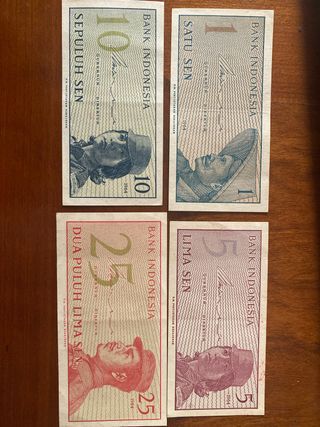 BANK INDONESIA
10
SEPULUH SEN
1964
10
BANK INDONESIA
1
SATU SEN
1964
1
BANK INDONESIA
25
DUA PULUH LIMA SEN
1964
25
BANK INDONESIA
5
LIMA SEN
1964
5